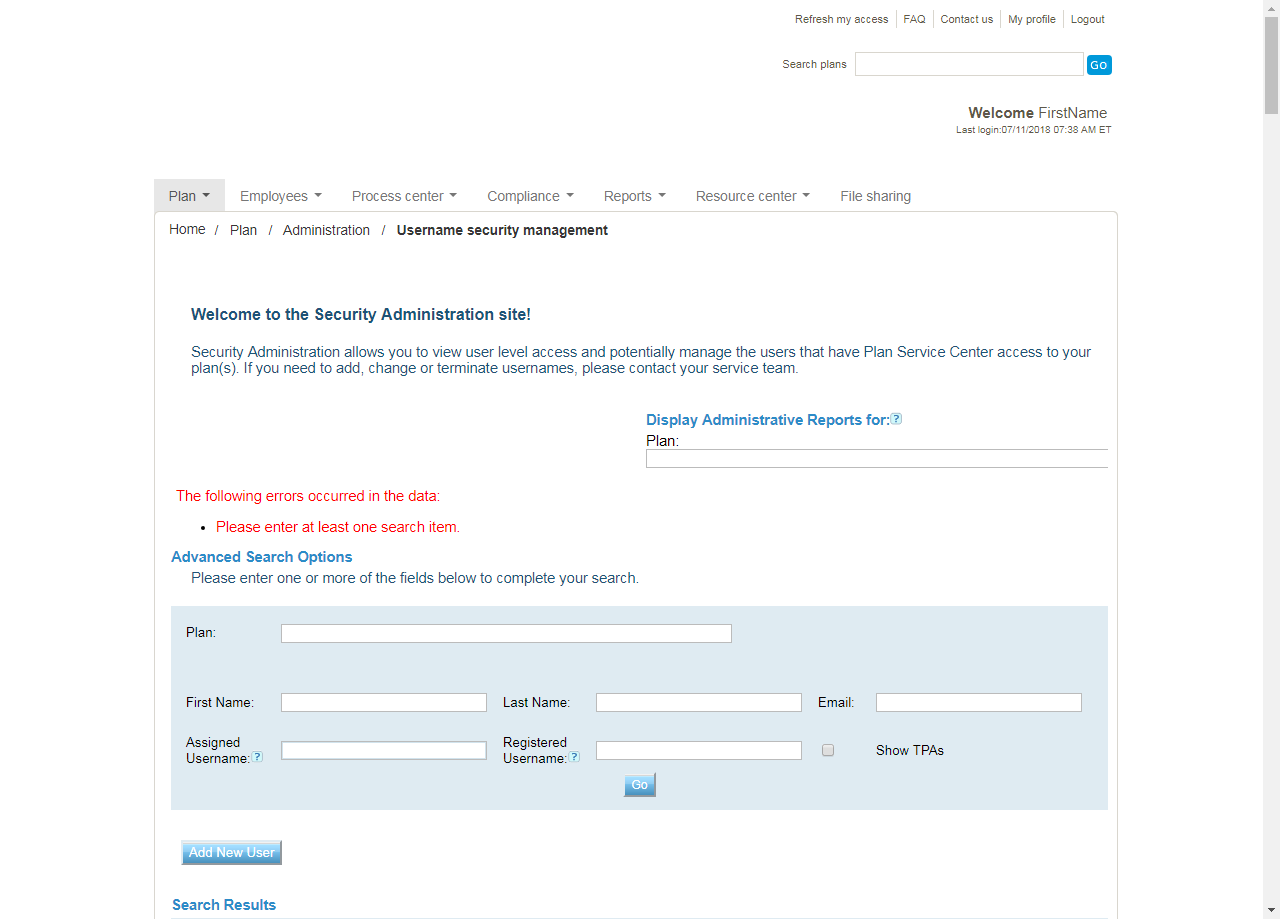 Refresh my access FAQ Contact us My profile Logout
Search plans Go
Welcome FirstName
Last login:07/11/2018 07:38 AM ET
Plan Employees Process center Compliance Reports Resource center File sharing
Home / Plan / Administration / Username security management
Welcome to the Security Administration site!
Security Administration allows you to view user level access and potentially manage the users that have Plan Service Center access to your
plan(s). If you need to add, change or terminate usernames, please contact your service team.
Display Administrative Reports for:?
Plan:
The following errors occurred in the data:
• Please enter at least one search item.
Advanced Search Options
Please enter one or more of the fields below to complete your search.
Plan:
First Name: Last Name: Email:
Assigned Username:? Registered Username:? Show TPAs
Go
Add New User
Search Results